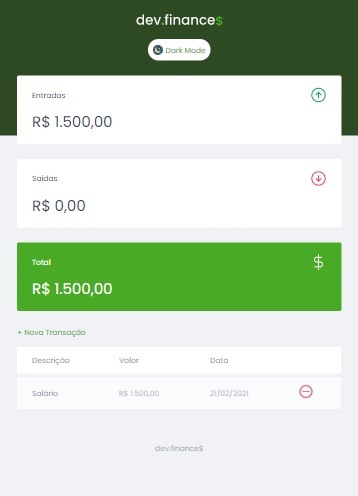 dev.finance$
Dark Mode
Entradas
R$ 1.500,00
Saídas
R$ 0,00
Total
$
R$ 1.500,00
+ Nova Transação
Descrição Valor Data
Salário R$ 1.500,00 21/02/2021
dev.finance$